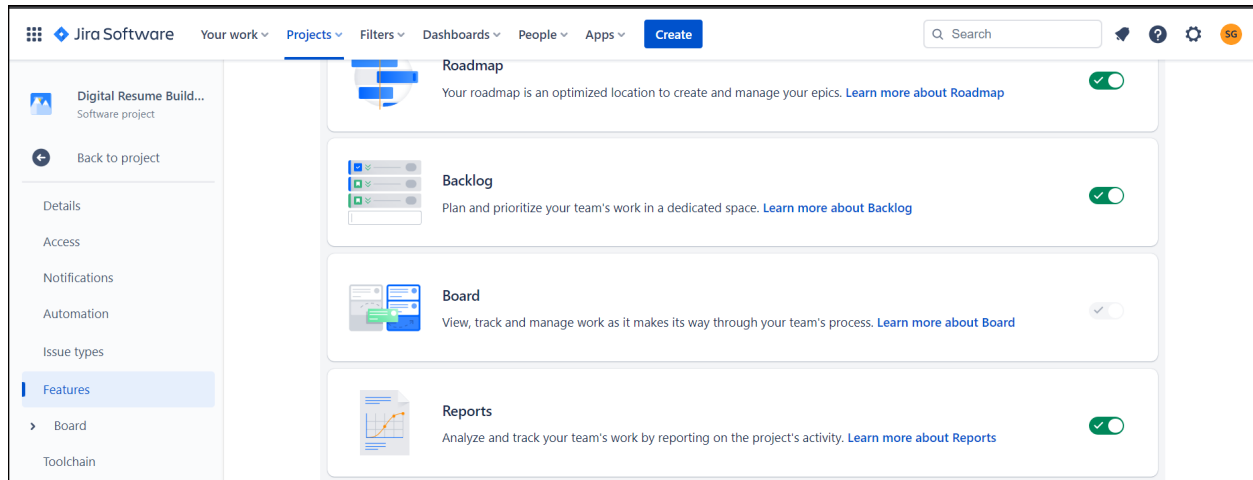 Jira Software
Your work
Projects
Filters
Dashboards
People
Apps
Create
Search
SG
Digital Resume Build...
Software project
Back to project
Details
Access
Notifications
Automation
Issue types
Features
Board
Toolchain
Roadmap
Your roadmap is an optimized location to create and manage your epics. Learn more about Roadmap
Backlog
Plan and prioritize your team's work in a dedicated space. Learn more about Backlog
Board
View, track and manage work as it makes its way through your team's process. Learn more about Board
Reports
Analyze and track your team's work by reporting on the project's activity. Learn more about Reports